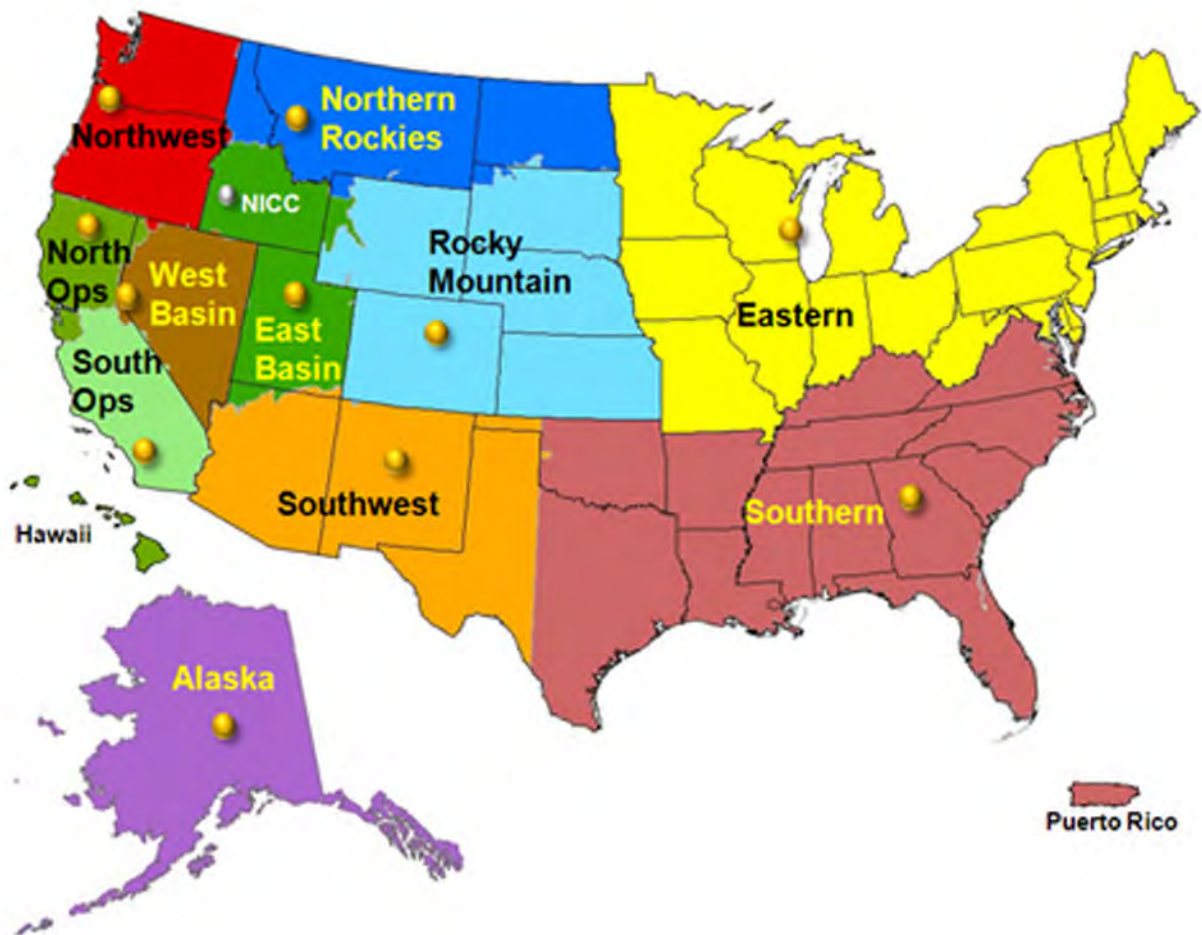 Northern
Rockies
Northwest
NICC
North
Ops
West
Basin
Rocky
Mountain
East
Basin
Eastern
South
Ops
Southwest
Southern
Hawaii
Alaska
Puerto Rico